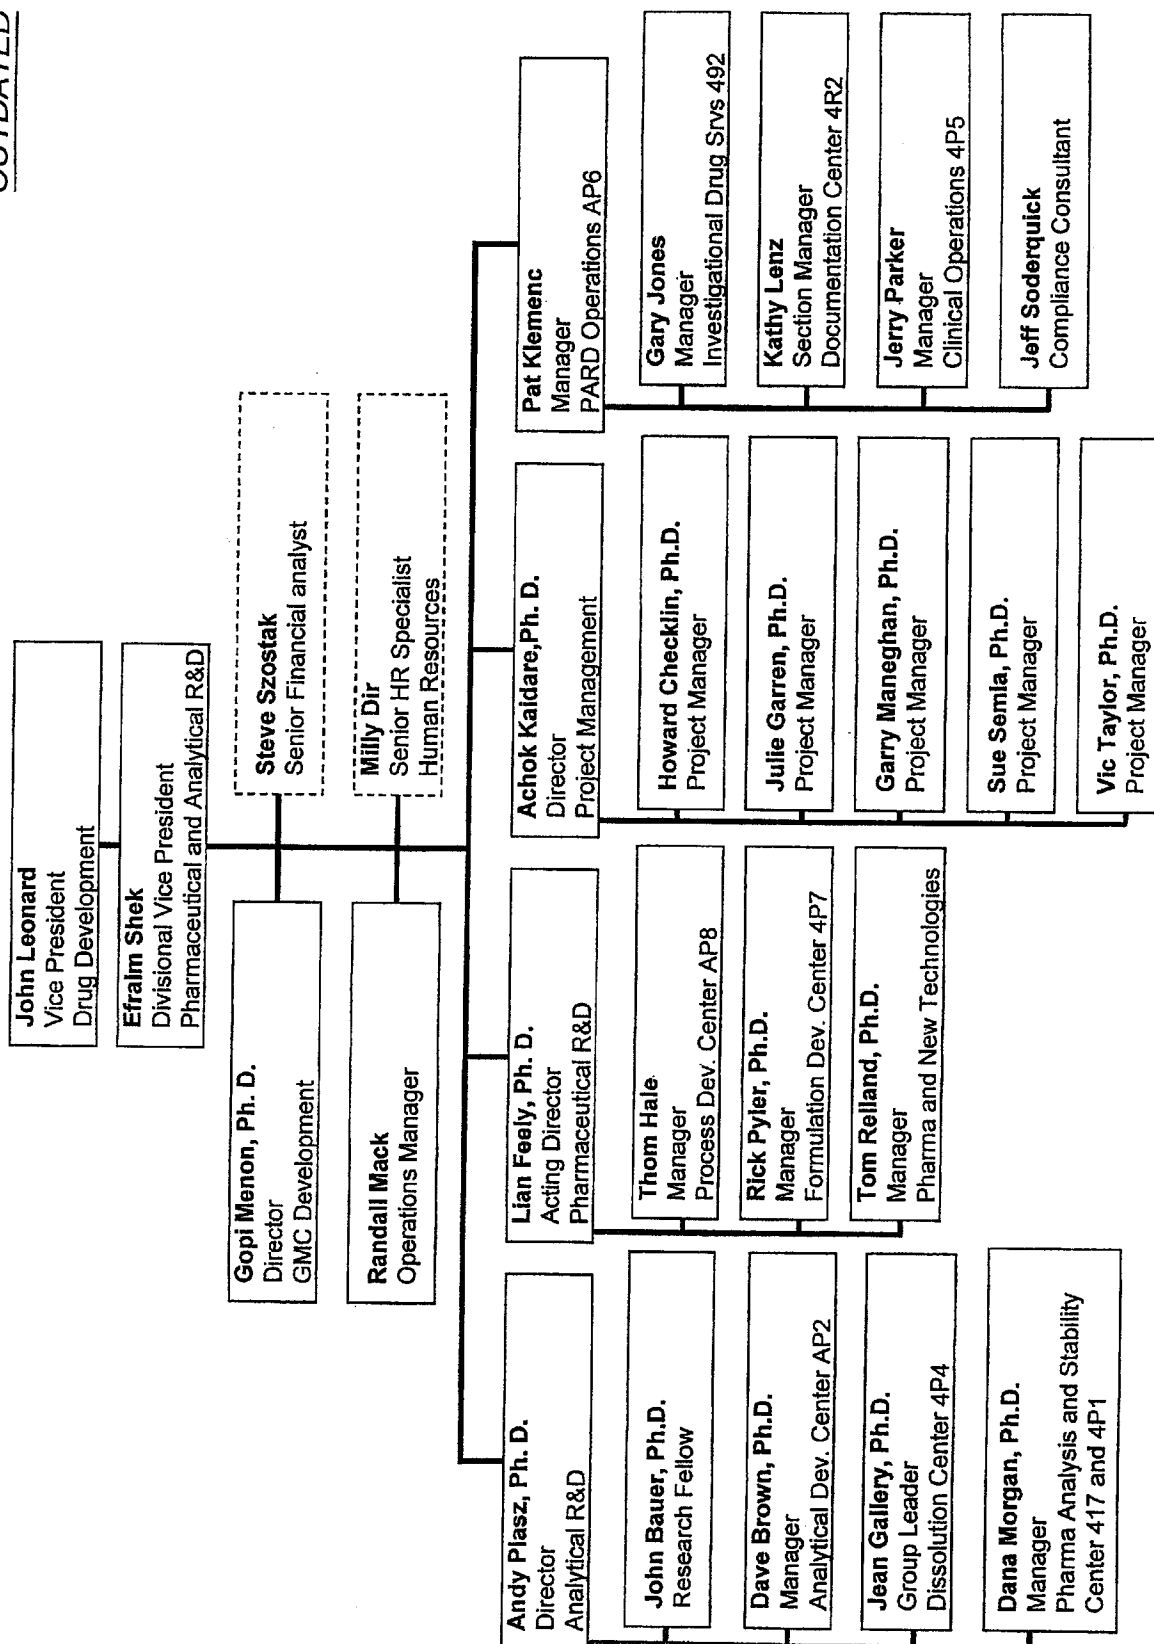 OUTDATED
John Leonard
Vice President
Drug Development
Efraim Shek
Divisional Vice President
Pharmaceutical and Analytical R&D
Gopi Menon, Ph. D.
Director
GMC Development
Steve Szostak
Senior Financial analyst
Randall Mack
Operations Manager
Milly Dir
Senior HR Specialist
Human Resources
Andy Plasz, Ph. D.
Director
Analytical R&D
John Bauer, Ph.D.
Research Fellow
Dave Brown, Ph.D.
Manager
Analytical Dev. Center AP2
Jean Gallery, Ph.D.
Group Leader
Dissolution Center 4P4
Dana Morgan, Ph.D.
Manager
Pharma Analysis and Stability
Center 417 and 4P1
Lian Feely, Ph. D.
Acting Director
Pharmaceutical R&D
Thom Hale
Manager
Process Dev. Center AP8
Rick Pyler, Ph.D.
Manager
Formulation Dev. Center 4P7
Tom Relland, Ph.D.
Manager
Pharma and New Technologies
Achok Kaidare,Ph. D.
Director
Project Management
Howard Checklin, Ph.D.
Project Manager
Julie Garren, Ph.D.
Project Manager
Garry Maneghan, Ph.D.
Project Manager
Sue Semla, Ph.D.
Project Manager
Vic Taylor, Ph.D.
Project Manager
Pat Klemenc
Manager
PARD Operations AP6
Gary Jones
Manager
Investigational Drug Srvs 492
Kathy Lenz
Section Manager
Documentation Center 4R2
Jerry Parker
Manager
Clinical Operations 4P5
Jeff Soderquick
Compliance Consultant